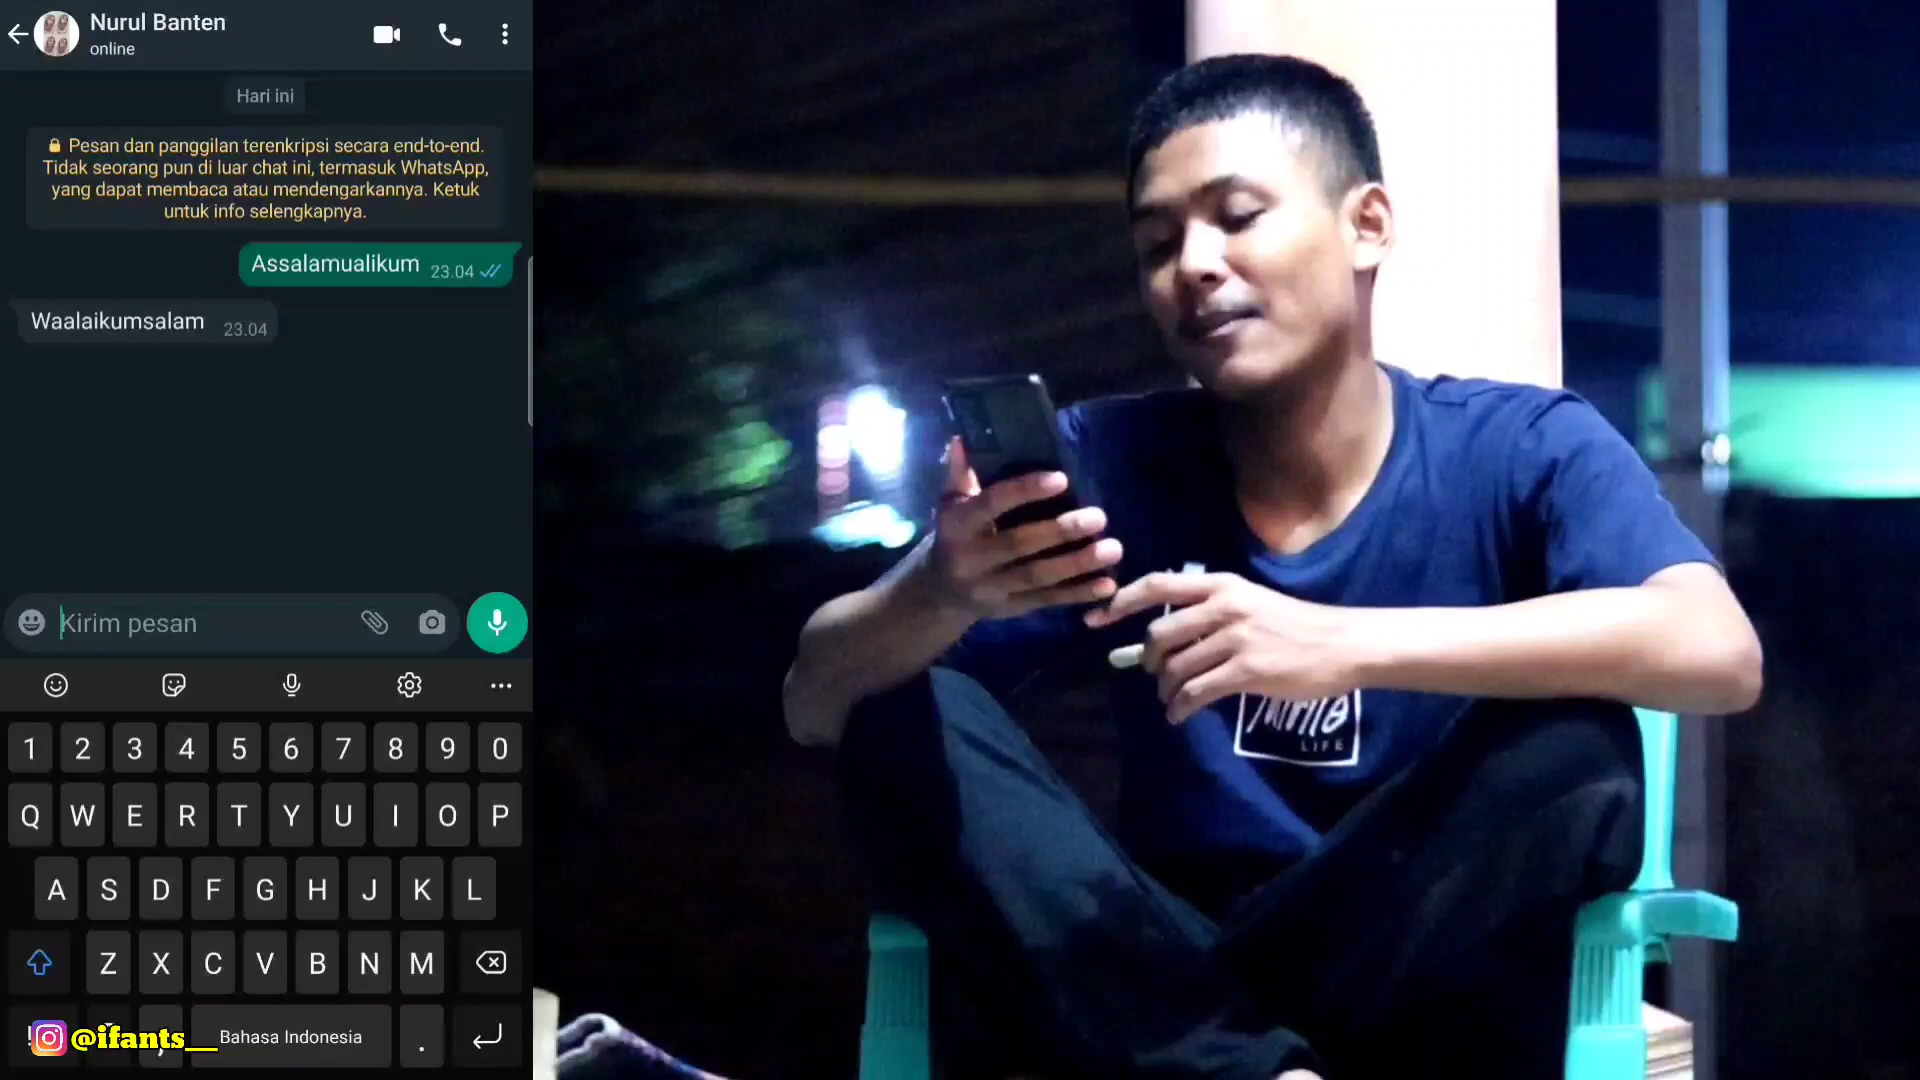 Nurul Banten
online
Hari ini
Pesan dan panggilan terenkripsi secara end-to-end.
Tidak seorang pun di luar chat ini, termasuk WhatsApp,
yang dapat membaca atau mendengarkannya. Ketuk
untuk info selengkapnya.
Assalamualikum 23.04
Waalaikumsalam 23.04
Kirim pesan
1 2 3 4 5 6 7 8 9 0
Q W E R T Y U I O P
A S D F G H J K L
Z X C V B N M
@ifants__
, Bahasa Indonesia .
LIFE